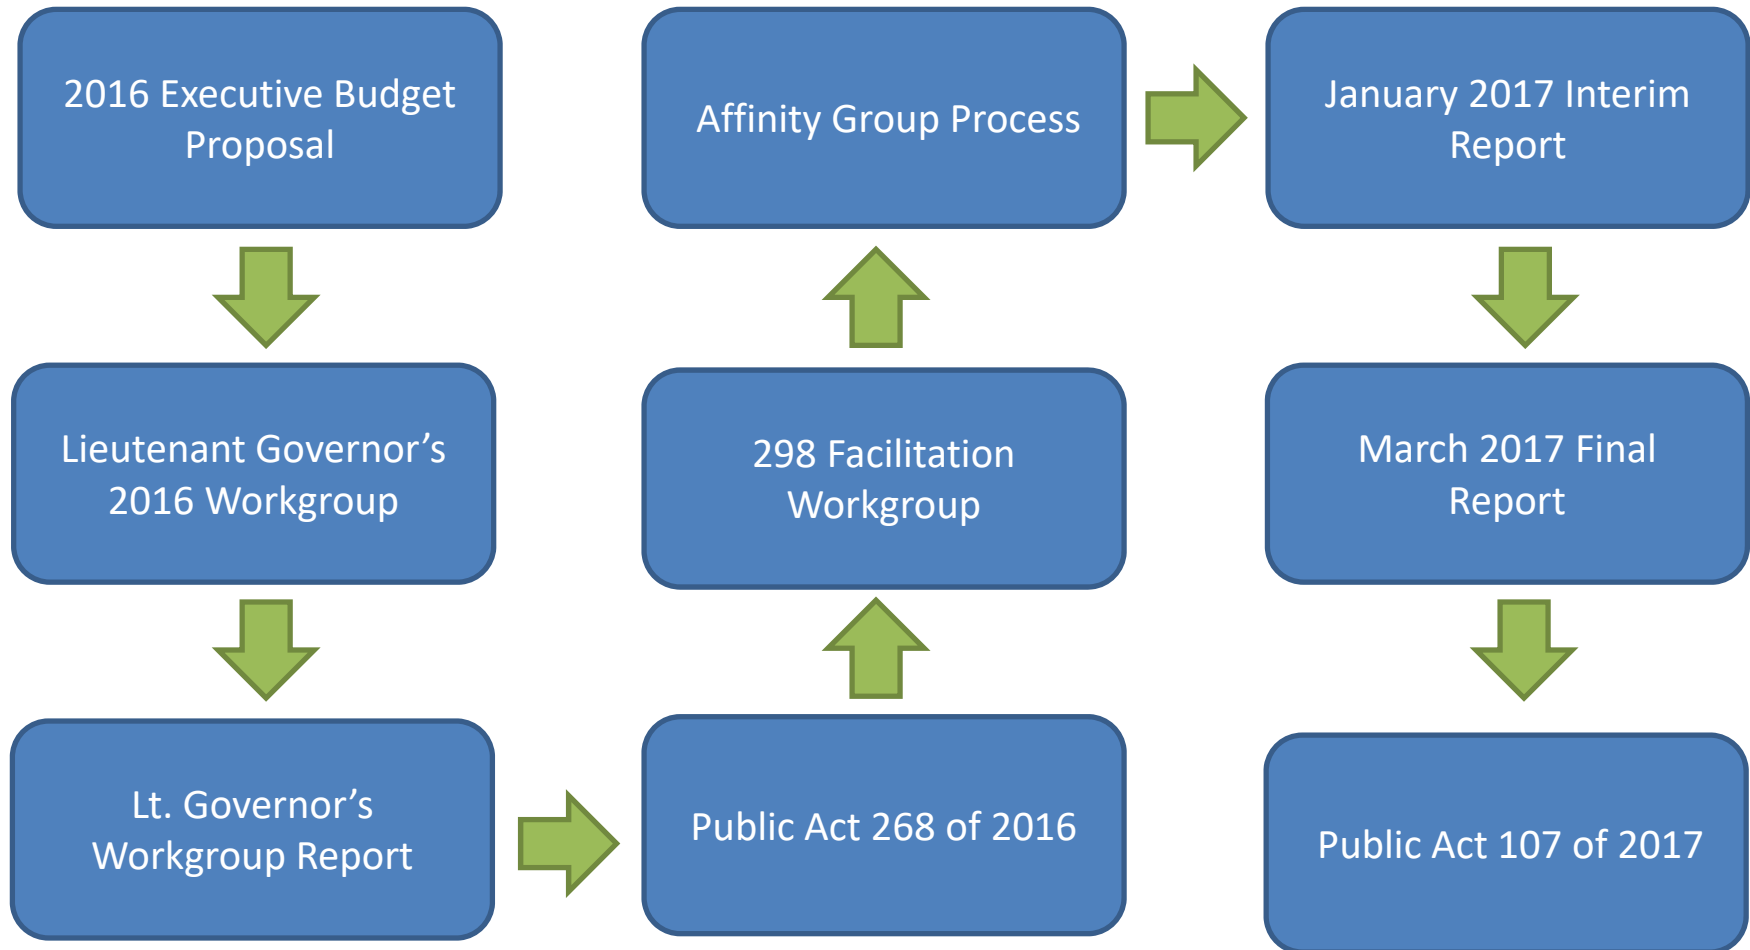 2016 Executive Budget
Proposal
Lieutenant Governor’s
2016 Workgroup
Lt. Governor’s
Workgroup Report
Public Act 268 of 2016
298 Facilitation
Workgroup
Affinity Group Process
January 2017 Interim
Report
March 2017 Final
Report
Public Act 107 of 2017